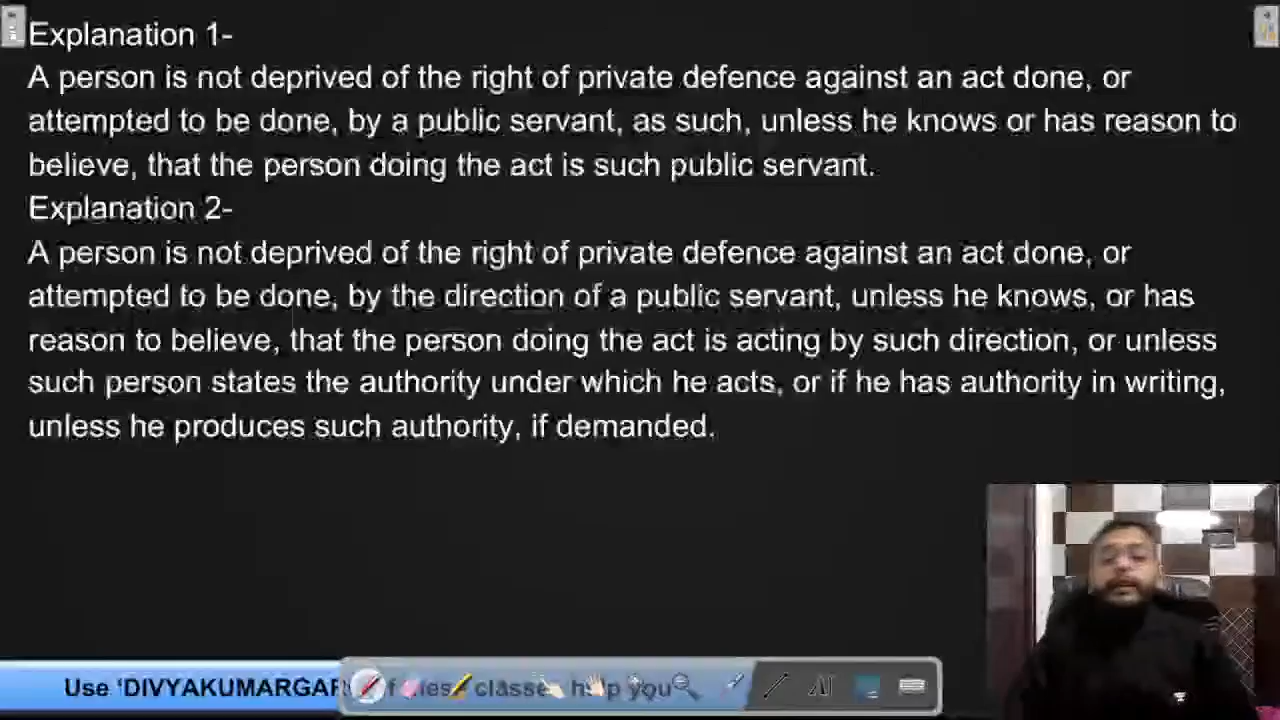 Explanation 1-
A person is not deprived of the right of private defence against an act done, or
attempted to be done, by a public servant, as such, unless he knows or has reason to
believe, that the person doing the act is such public servant.
Explanation 2-
A person is not deprived of the right of private defence against an act done, or
attempted to be done, by the direction of a public servant, unless he knows, or has
reason to believe, that the person doing the act is acting by such direction, or unless
such person states the authority under which he acts, or if he has authority in writing,
unless he produces such authority, if demanded.
Use ‘DIVYAKUMARGAR if these classes help you